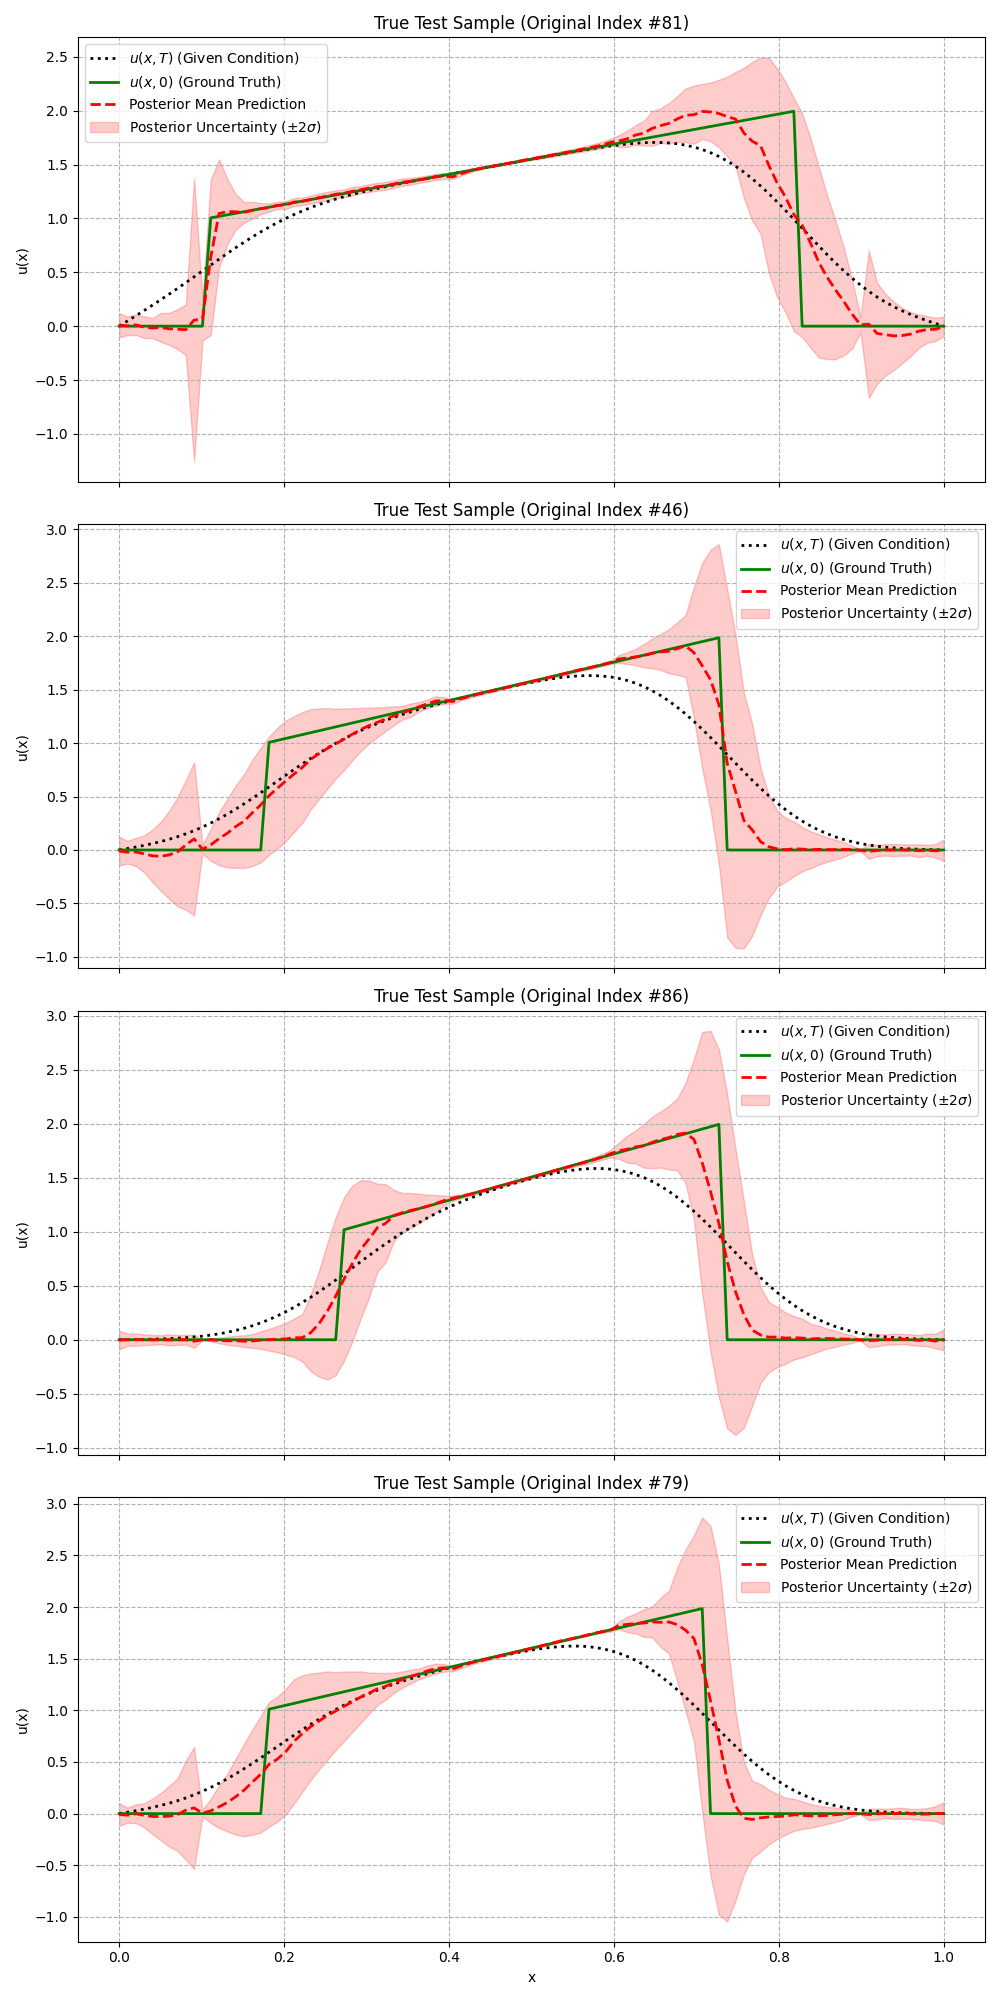 True Test Sample (Original Index #81)
u(x, T) (Given Condition)
u(x, 0) (Ground Truth)
Posterior Mean Prediction
Posterior Uncertainty (±2σ)
2.5
2.0
1.5
1.0
0.5
0.0
−0.5
−1.0
u(x)
True Test Sample (Original Index #46)
u(x, T) (Given Condition)
u(x, 0) (Ground Truth)
Posterior Mean Prediction
Posterior Uncertainty (±2σ)
3.0
2.5
2.0
1.5
1.0
0.5
0.0
−0.5
−1.0
u(x)
True Test Sample (Original Index #86)
u(x, T) (Given Condition)
u(x, 0) (Ground Truth)
Posterior Mean Prediction
Posterior Uncertainty (±2σ)
3.0
2.5
2.0
1.5
1.0
0.5
0.0
−0.5
−1.0
u(x)
True Test Sample (Original Index #79)
u(x, T) (Given Condition)
u(x, 0) (Ground Truth)
Posterior Mean Prediction
Posterior Uncertainty (±2σ)
3.0
2.5
2.0
1.5
1.0
0.5
0.0
−0.5
−1.0
u(x)
0.0 0.2 0.4 0.6 0.8 1.0
x